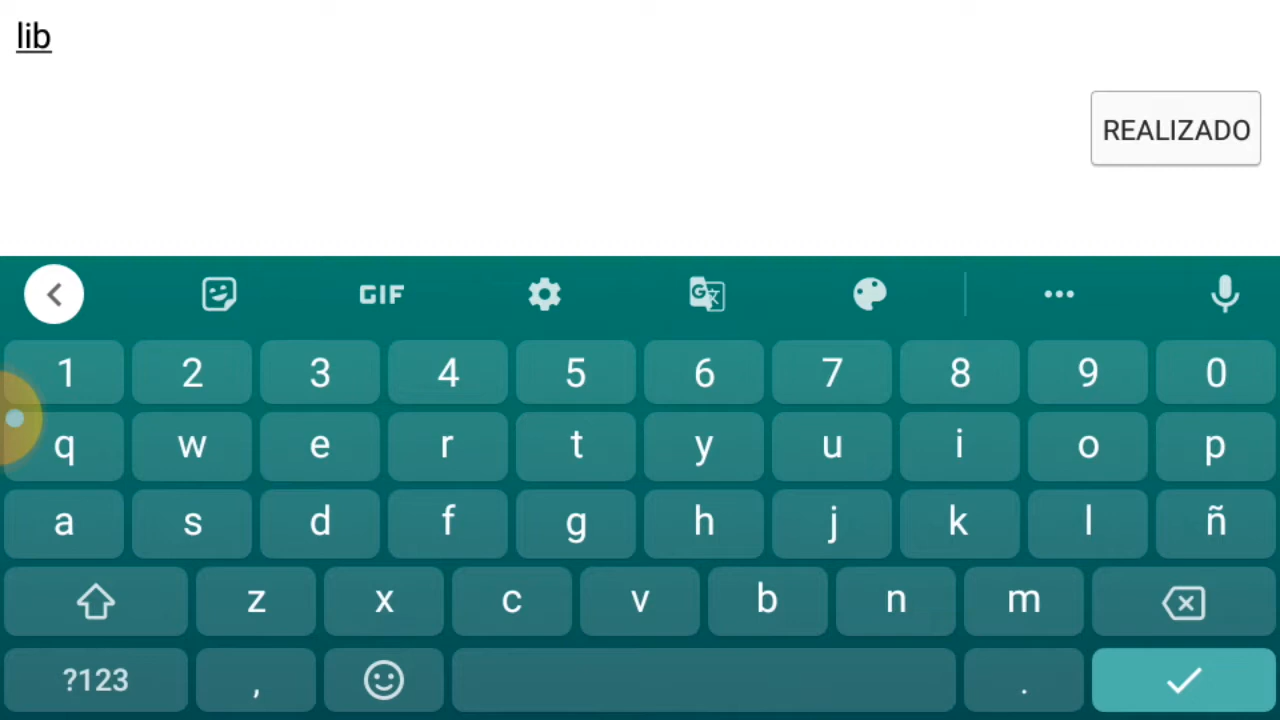 lib
REALIZADO
GIF
1 2 3 4 5 6 7 8 9 0
q w e r t y u i o p
a s d f g h j k l ñ
z x c v b n m
?123 , .